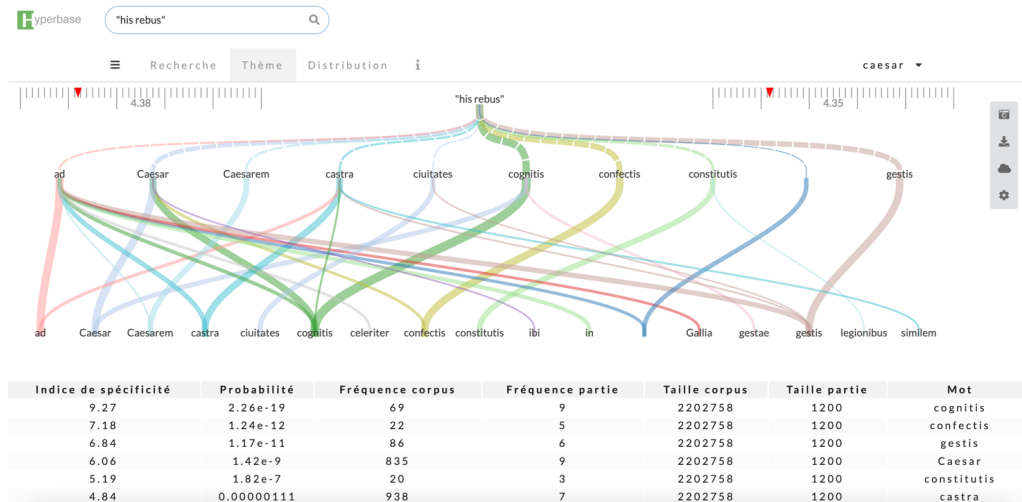 Hyperbase
"his rebus"
Recherche Thème Distribution i caesar
4.38 "his rebus" 4.35
ad Caesar Caesarem castra ciuitates cognitis confectis constitutis gestis
ad Caesar Caesarem castra ciuitates cognitis celeriter confectis constitutis ibi in Gallia gestae gestis legionibus similem
Indice de spécificité Probabilité Fréquence corpus Fréquence partie Taille corpus Taille partie Mot
9.27 2.26e-19 69 9 2202758 1200 cognitis
7.18 1.24e-12 22 5 2202758 1200 confectis
6.84 1.17e-11 86 6 2202758 1200 gestis
6.06 1.42e-9 835 9 2202758 1200 Caesar
5.19 1.82e-7 20 3 2202758 1200 constitutis
4.84 0.00000111 938 7 2202758 1200 castra